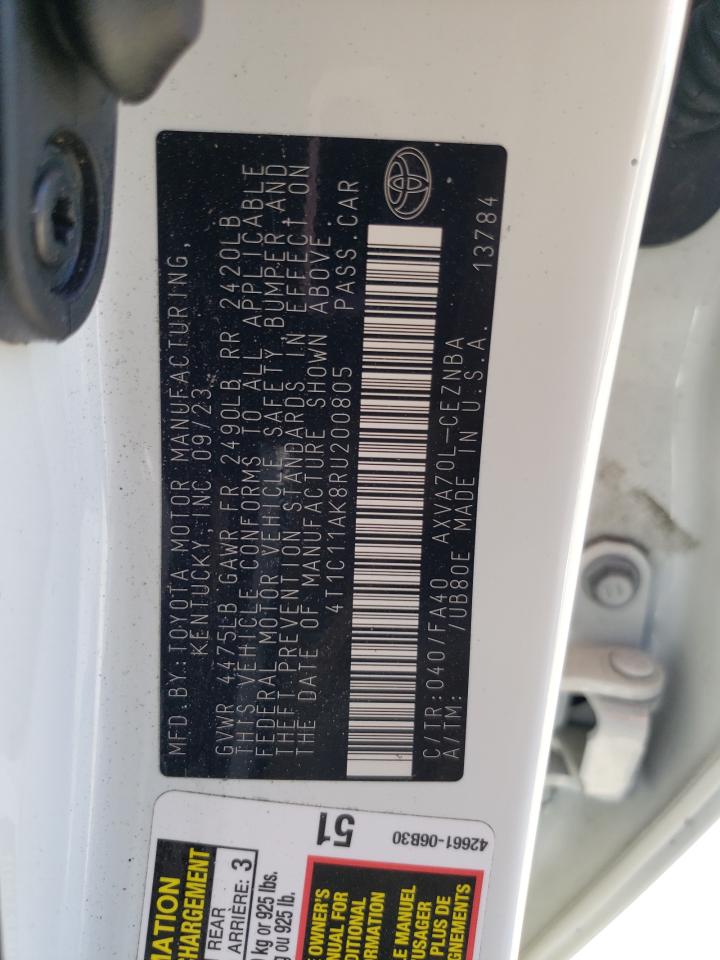 MFD.BY:TOYOTA MOTOR MANUFACTURING,
KENTUCKY, INC.09/23
GVWR 4475LB GAWR FR 2490LB RR 2420LB
THIS VEHICLE CONFORMS TO ALL APPLICABLE
FEDERAL MOTOR VEHICLE SAFETY, BUMPER AND
THEFT PREVENTION STANDARDS IN EFFECT ON
THE DATE OF MANUFACTURE SHOWN ABOVE.
4T1C11AK8RU200805 PASS.CAR
C/TR:040/FA40 AXVA70L-CEZNBA
A/TM: /UB80E MADE IN U.S.A. 13784
51
42661-06B30
MATION
CHARGEMENT
REAR
ARRIÈRE: 3
kg or 925 lbs.
kg ou 925 lb.
OWNER'S
MANUAL FOR
DITIONAL
FORMATION
LE MANUEL
USAGER
PLUS DE
GNEMENTS